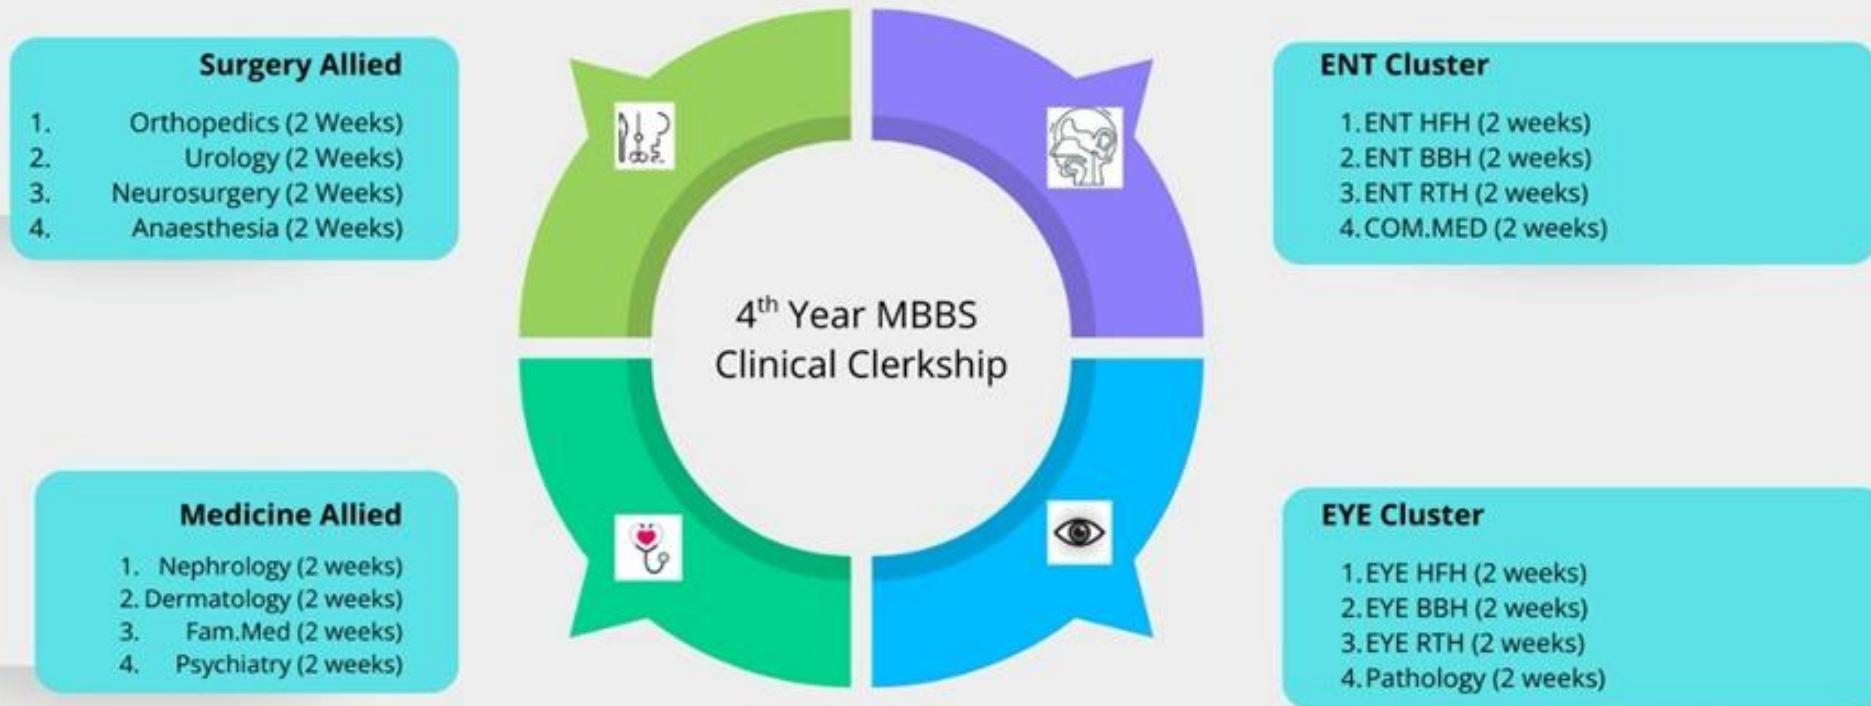 Surgery Allied
1. Orthopedics (2 Weeks)
2. Urology (2 Weeks)
3. Neurosurgery (2 Weeks)
4. Anaesthesia (2 Weeks)
ENT Cluster
1.ENT HFH (2 weeks)
2.ENT BBH (2 weeks)
3.ENT RTH (2 weeks)
4.COM.MED (2 weeks)
4th Year MBBS
Clinical Clerkship
Medicine Allied
1. Nephrology (2 weeks)
2. Dermatology (2 weeks)
3. Fam.Med (2 weeks)
4. Psychiatry (2 weeks)
EYE Cluster
1.EYE HFH (2 weeks)
2.EYE BBH (2 weeks)
3.EYE RTH (2 weeks)
4.Pathology (2 weeks)